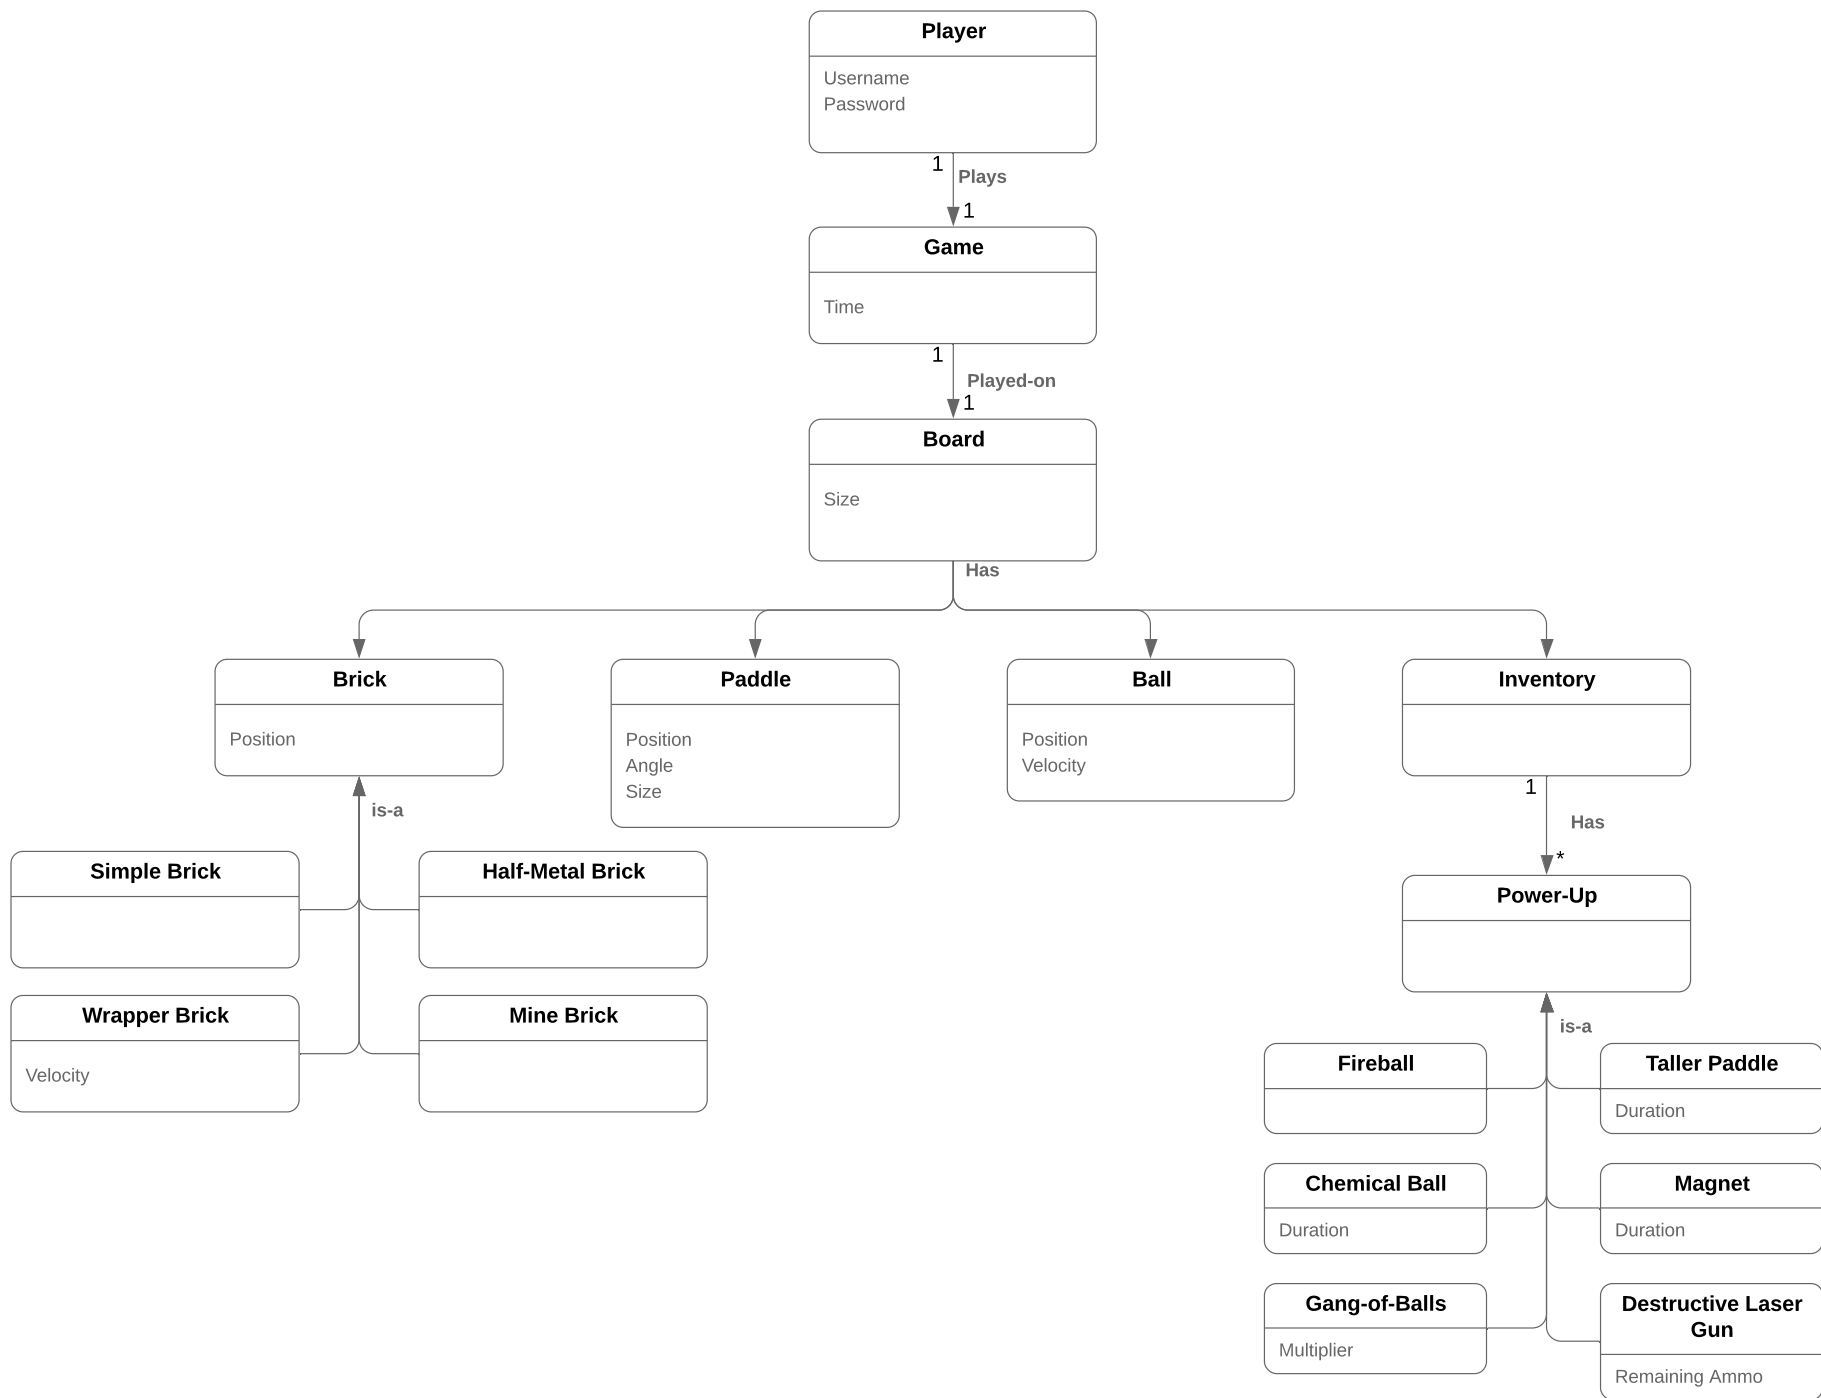 Player
Username
Password
1
Plays
1
Game
Time
1
Played-on
1
Board
Size
Has
Brick
Position
Paddle
Position
Angle
Size
Ball
Position
Velocity
Inventory
is-a
1
Has
*
Simple Brick
Half-Metal Brick
Wrapper Brick
Velocity
Mine Brick
Power-Up
is-a
Fireball
Taller Paddle
Duration
Chemical Ball
Duration
Magnet
Duration
Gang-of-Balls
Multiplier
Destructive Laser
Gun
Remaining Ammo